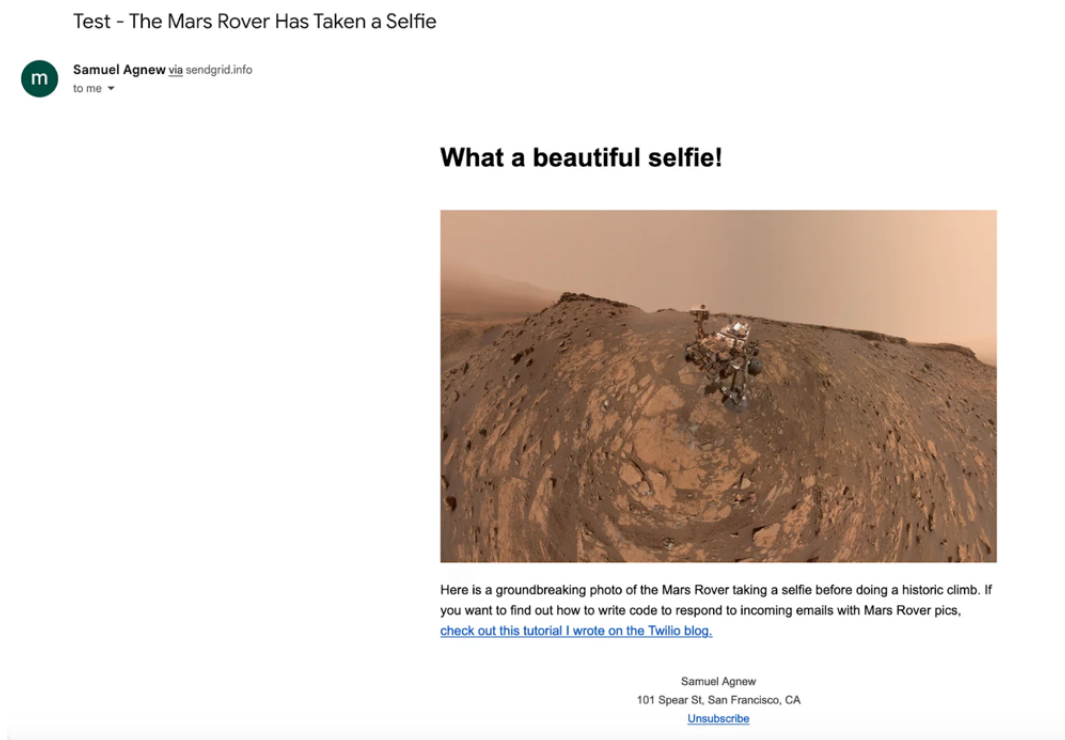 Test - The Mars Rover Has Taken a Selfie
m
Samuel Agnew via sendgrid.info
to me
What a beautiful selfie!
Here is a groundbreaking photo of the Mars Rover taking a selfie before doing a historic climb. If
you want to find out how to write code to respond to incoming emails with Mars Rover pics,
check out this tutorial I wrote on the Twilio blog.
Samuel Agnew
101 Spear St, San Francisco, CA
Unsubscribe